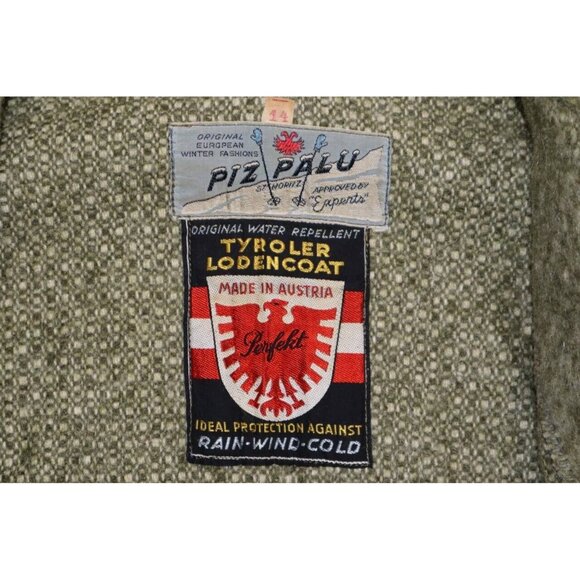 14
ORIGINAL
EUROPEAN
WINTER FASHIONS
PIZ PALU
ST. MORITZ
APPROVED BY
"Experts"
ORIGINAL WATER REPELLENT
TYROLER
LODENCOAT
MADE IN AUSTRIA
Perfekt
IDEAL PROTECTION AGAINST
RAIN-WIND-COLD